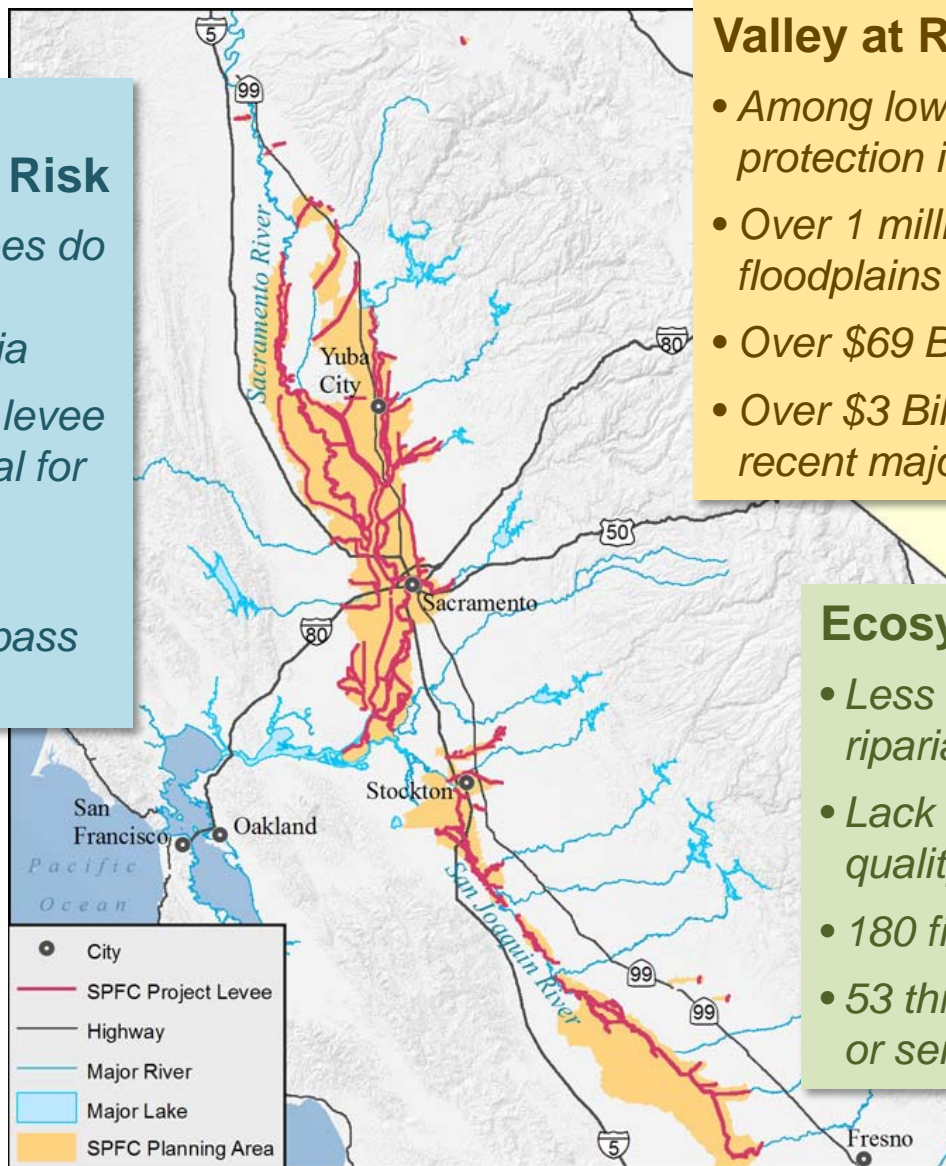 Risk
es do
ia
levee
al for
pass
Valley at R
• Among low
protection i
• Over 1 milli
floodplains
• Over $69 B
• Over $3 Bil
recent majo
Ecosy
• Less
riparia
• Lack
qualit
• 180 fi
• 53 thr
or ser
5
99
Sacramento River
Yuba
City
80
50
Sacramento
80
Stockton
San
Francisco
Oakland
Pacific
Ocean
San Joaquin River
99
99
5
Fresno
City
SPFC Project Levee
Highway
Major River
Major Lake
SPFC Planning Area